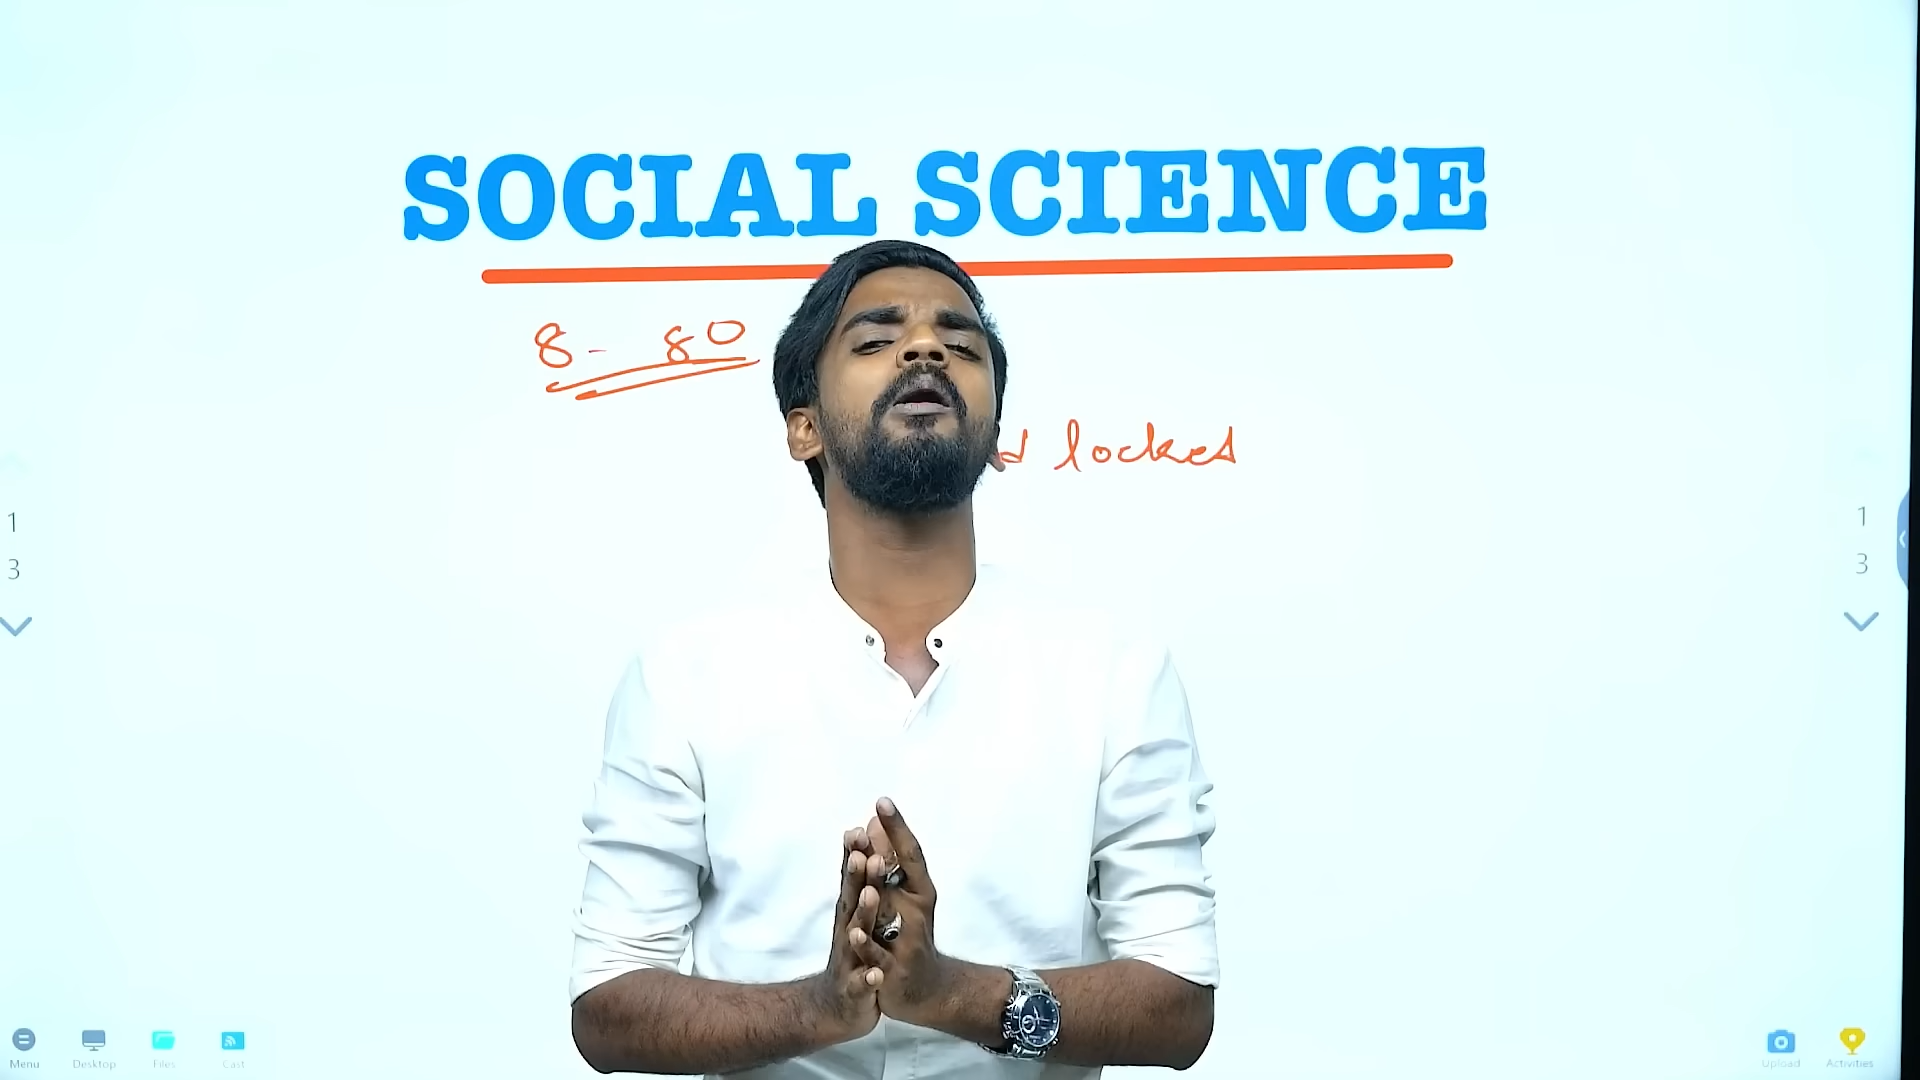 SOCIAL SCIENCE
8 - 80
locked
1
3
1
3
Menu
Desktop
Files
Cast
Upload
Activities